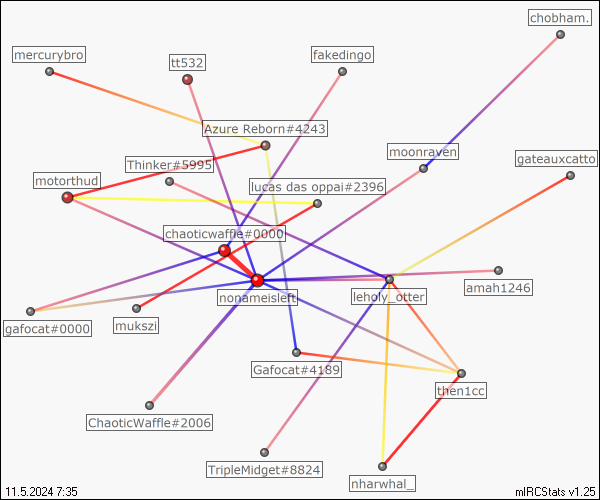 chobham.
mercurybro
tt532
fakedingo
Azure Reborn#4243
moonraven
gateauxcatto
Thinker#5995
motorthud
lucas das oppai#2396
chaoticwaffle#0000
nonameisleft
leholy_otter
amah1246
gafocat#0000
mukszi
Gafocat#4189
then1cc
ChaoticWaffle#2006
TripleMidget#8824
nharwhal_
11.5.2024 7:35
mIRCStats v1.25